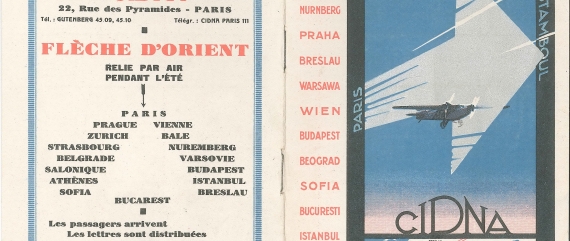 22, Rue des Pyramides - PARIS
Tél. : GUTENBERG 45.09, 45.10 Télégr. : CIDNA PARIS 111
FLÈCHE D'ORIENT
RELIE PAR AIR
PENDANT L'ÉTÉ
PARIS
PRAGUE VIENNE
ZURICH BALE
STRASBOURG NUREMBERG
BELGRADE VARSOVIE
SALONIQUE BUDAPEST
ATHÈNES ISTANBUL
SOFIA BRESLAU
BUCAREST
Les passagers arrivent
Les lettres sont distribuées
NURNBERG
PRAHA
BRESLAU
WARSAWA
WIEN
BUDAPEST
BEOGRAD
SOFIA
BUCURESTI
ISTANBUL
PARIS
STAMBOUL
CIDNA